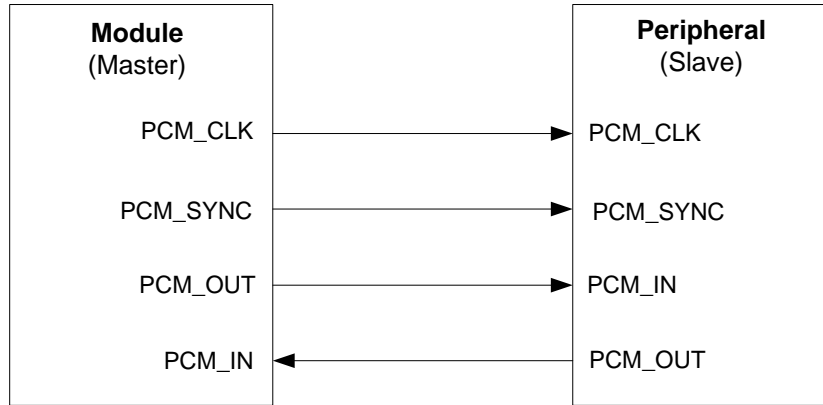 Module
(Master)
PCM_CLK
PCM_SYNC
PCM_OUT
PCM_IN
Peripheral
(Slave)
PCM_CLK
PCM_SYNC
PCM_IN
PCM_OUT